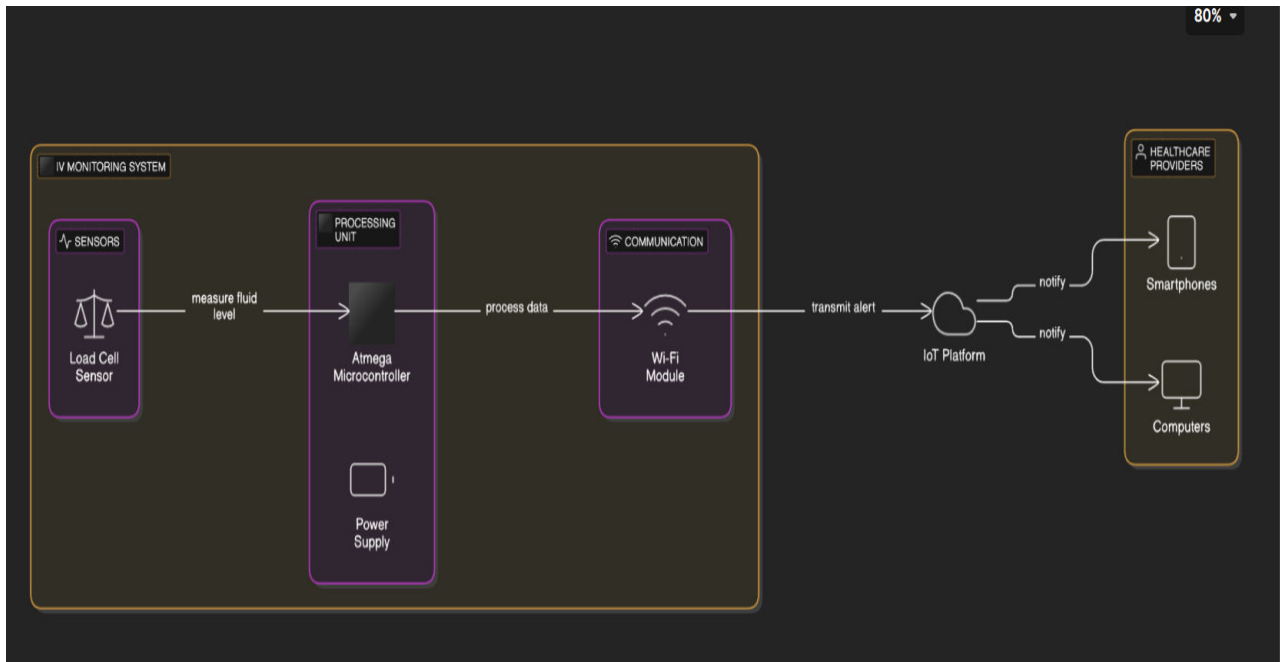 80%
IV MONITORING SYSTEM
SENSORS
Load Cell
Sensor
measure fluid
level
PROCESSING
UNIT
Atmega
Microcontroller
Power
Supply
process data
COMMUNICATION
Wi-Fi
Module
transmit alert
IoT Platform
notify
notify
HEALTHCARE
PROVIDERS
Smartphones
Computers